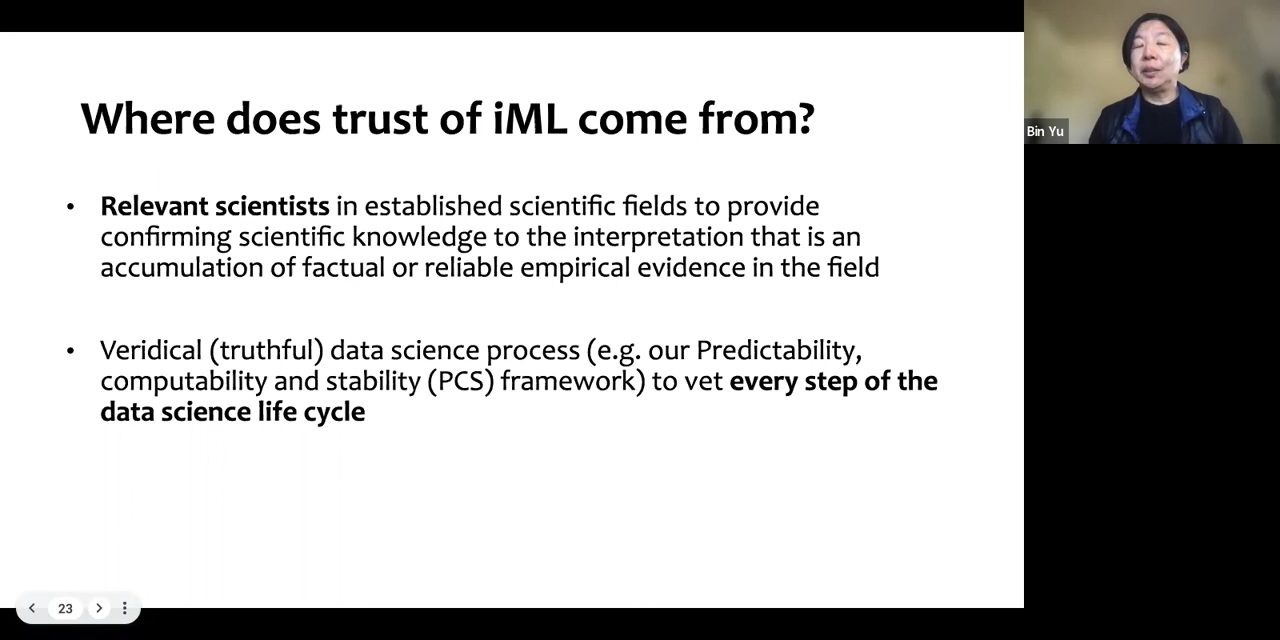 Where does trust of iML come from?
• Relevant scientists in established scientific fields to provide
confirming scientific knowledge to the interpretation that is an
accumulation of factual or reliable empirical evidence in the field
• Veridical (truthful) data science process (e.g. our Predictability,
computability and stability (PCS) framework) to vet every step of the
data science life cycle
Bin Yu
23